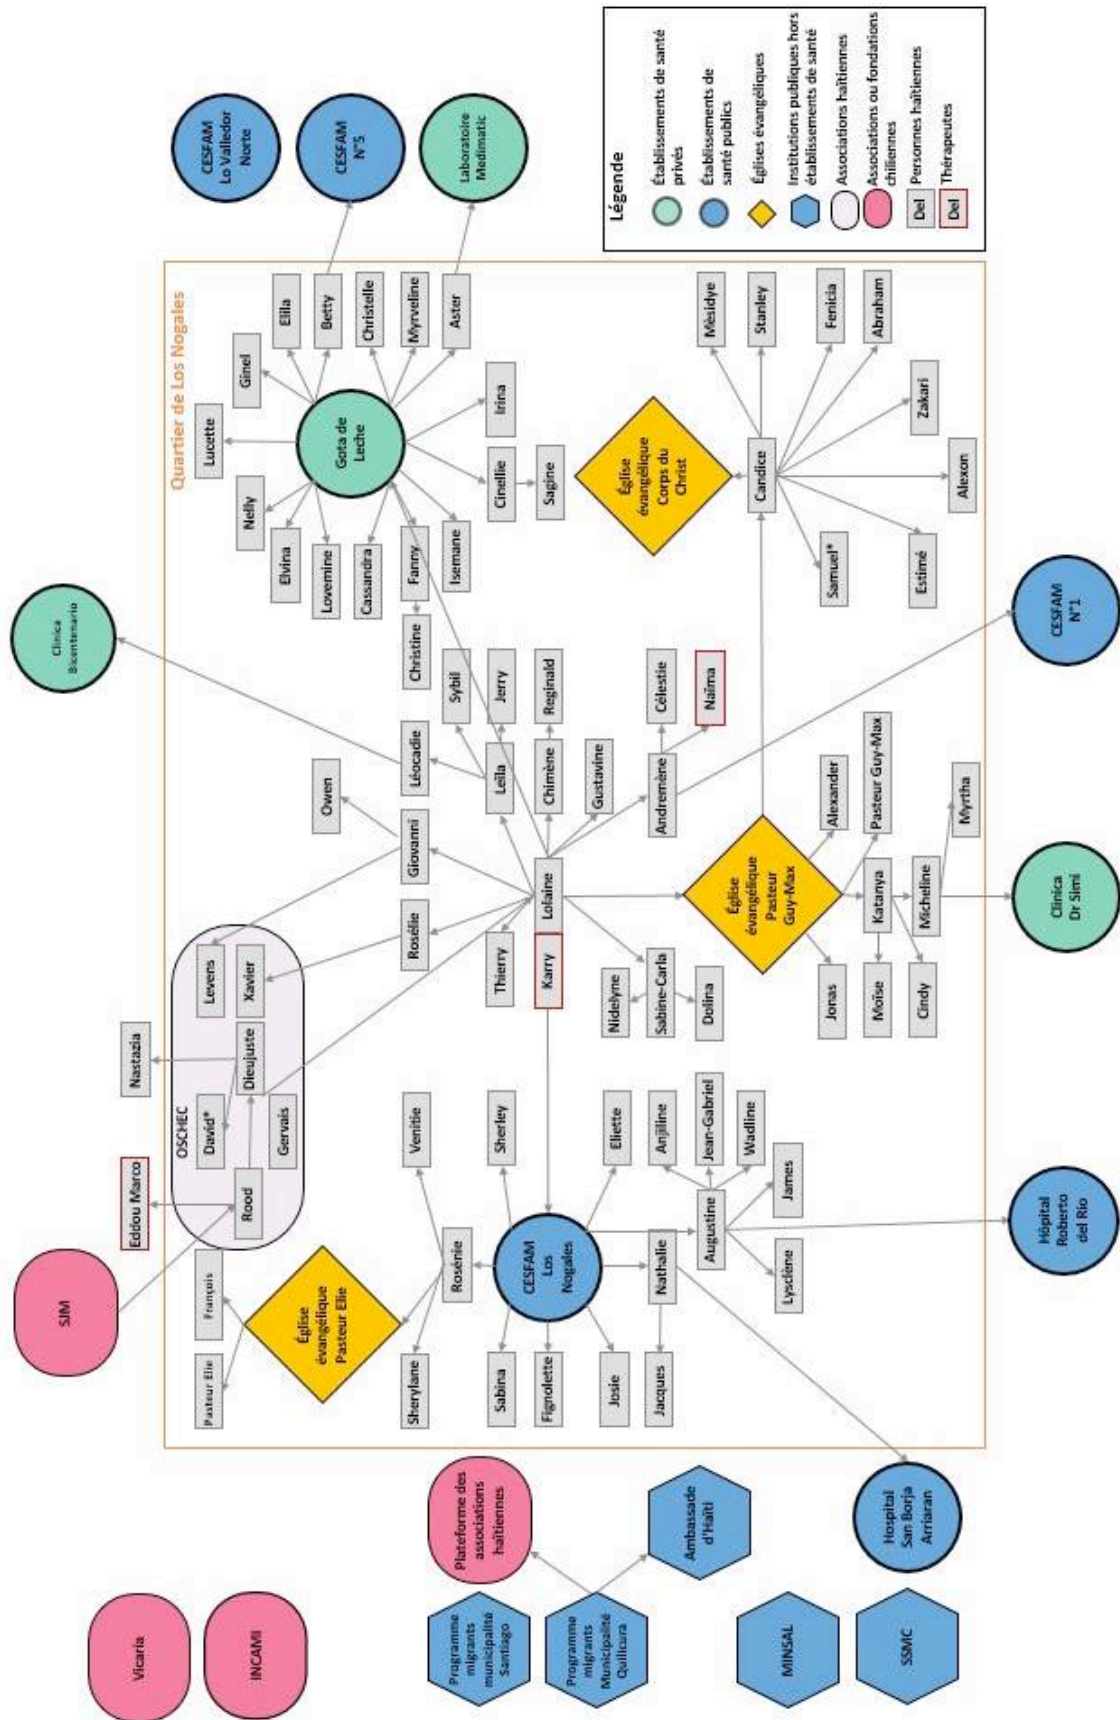 Vicaria
INCAMI
SJM
Clinica
Bicentenario
Quartier de Los Nogales
CESFAM
Lo Valledor
Norte
CESFAM
N°5
Laboratoire
Medimatic
Pasteur Elie
François
Eddou Marco
Nastazia
OSCHEC
Rood
David*
Gervais
Dieujuste
Levens
Xavier
Église
évangélique
Pasteur Elie
Owen
Nelly
Lucette
Ginel
Elila
Elvina
Betty
Lovemine
Gota de
Leche
Christelle
Cassandra
Myrveline
Fanny
Aster
Isemane
Christine
Cinellie
Irina
Sagine
Sherylane
Rosénie
Venitie
Rosélie
Giovanni
Léocadie
Sybil
Jerry
Leïla
Plateforme des
associations
haïtiennes
Programme
migrants
municipalité
Santiago
Programme
migrants
Municipalité
Quilicura
Ambassade
d'Haïti
MINSAL
SSMC
Sabina
Sherley
Fignolette
CESFAM
Los
Nogales
Josie
Eliette
Jacques
Nathalie
Augustine
Anjiline
Jean-Gabriel
Wadline
James
Lysclène
Thierry
Karry
Lolaine
Chimène
Reginald
Gustavine
Nidelyne
Sabine-Carla
Dolina
Andremène
Célestie
Naïma
Église
évangélique
Corps du
Christ
Candice
Mèsidye
Stanley
Fenicia
Abraham
Zakari
Alexon
Estimé
Samuel*
Église
évangélique
Pasteur
Guy-Max
Jonas
Alexander
Moïse
Katanya
Pasteur Guy-Max
Cindy
Micheline
Myrtha
Hospital
San Borja
Arriaran
Hôpital
Roberto
del Rio
Clinica
Dr Simi
CESFAM
N°1
Légende
Établissements de santé
privés
Établissements de
santé publics
Églises évangéliques
Institutions publiques hors
établissements de santé
Associations haïtiennes
Associations ou fondations
chiliennes
Del
Personnes haïtiennes
Del
Thérapeutes